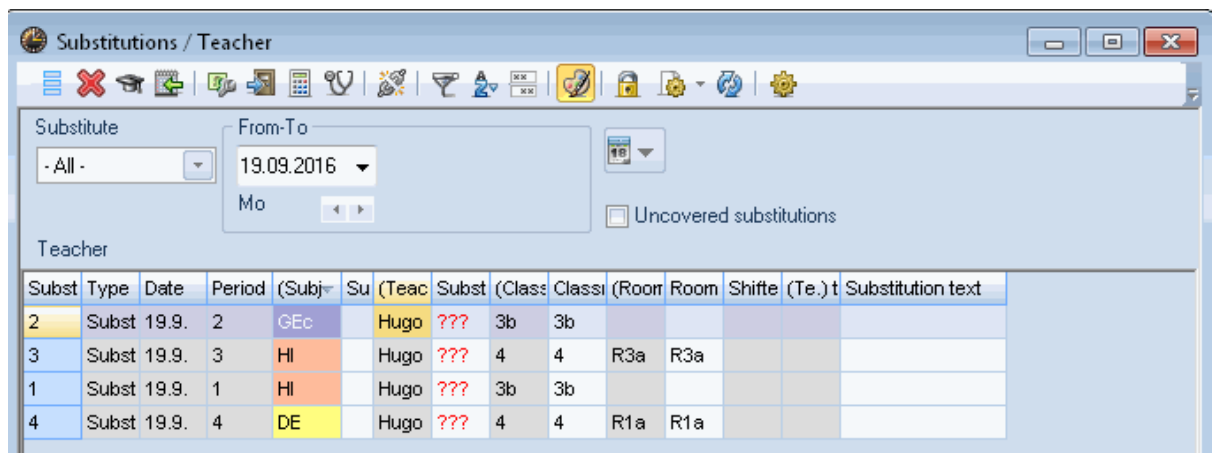 Substitutions / Teacher
Substitute
From-To
- All -
19.09.2016
18
Mo
Uncovered substitutions
Teacher
Subst Type Date Period (Subj Su (Teac Subst (Class Classi (Room Room Shifte (Te.) t Substitution text
2 Subst 19.9. 2 GEc Hugo ??? 3b 3b
3 Subst 19.9. 3 HI Hugo ??? 4 4 R3a R3a
1 Subst 19.9. 1 HI Hugo ??? 3b 3b
4 Subst 19.9. 4 DE Hugo ??? 4 4 R1a R1a